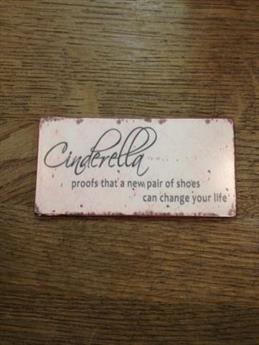 Cinderella
proofs that a new pair of shoes
can change your life